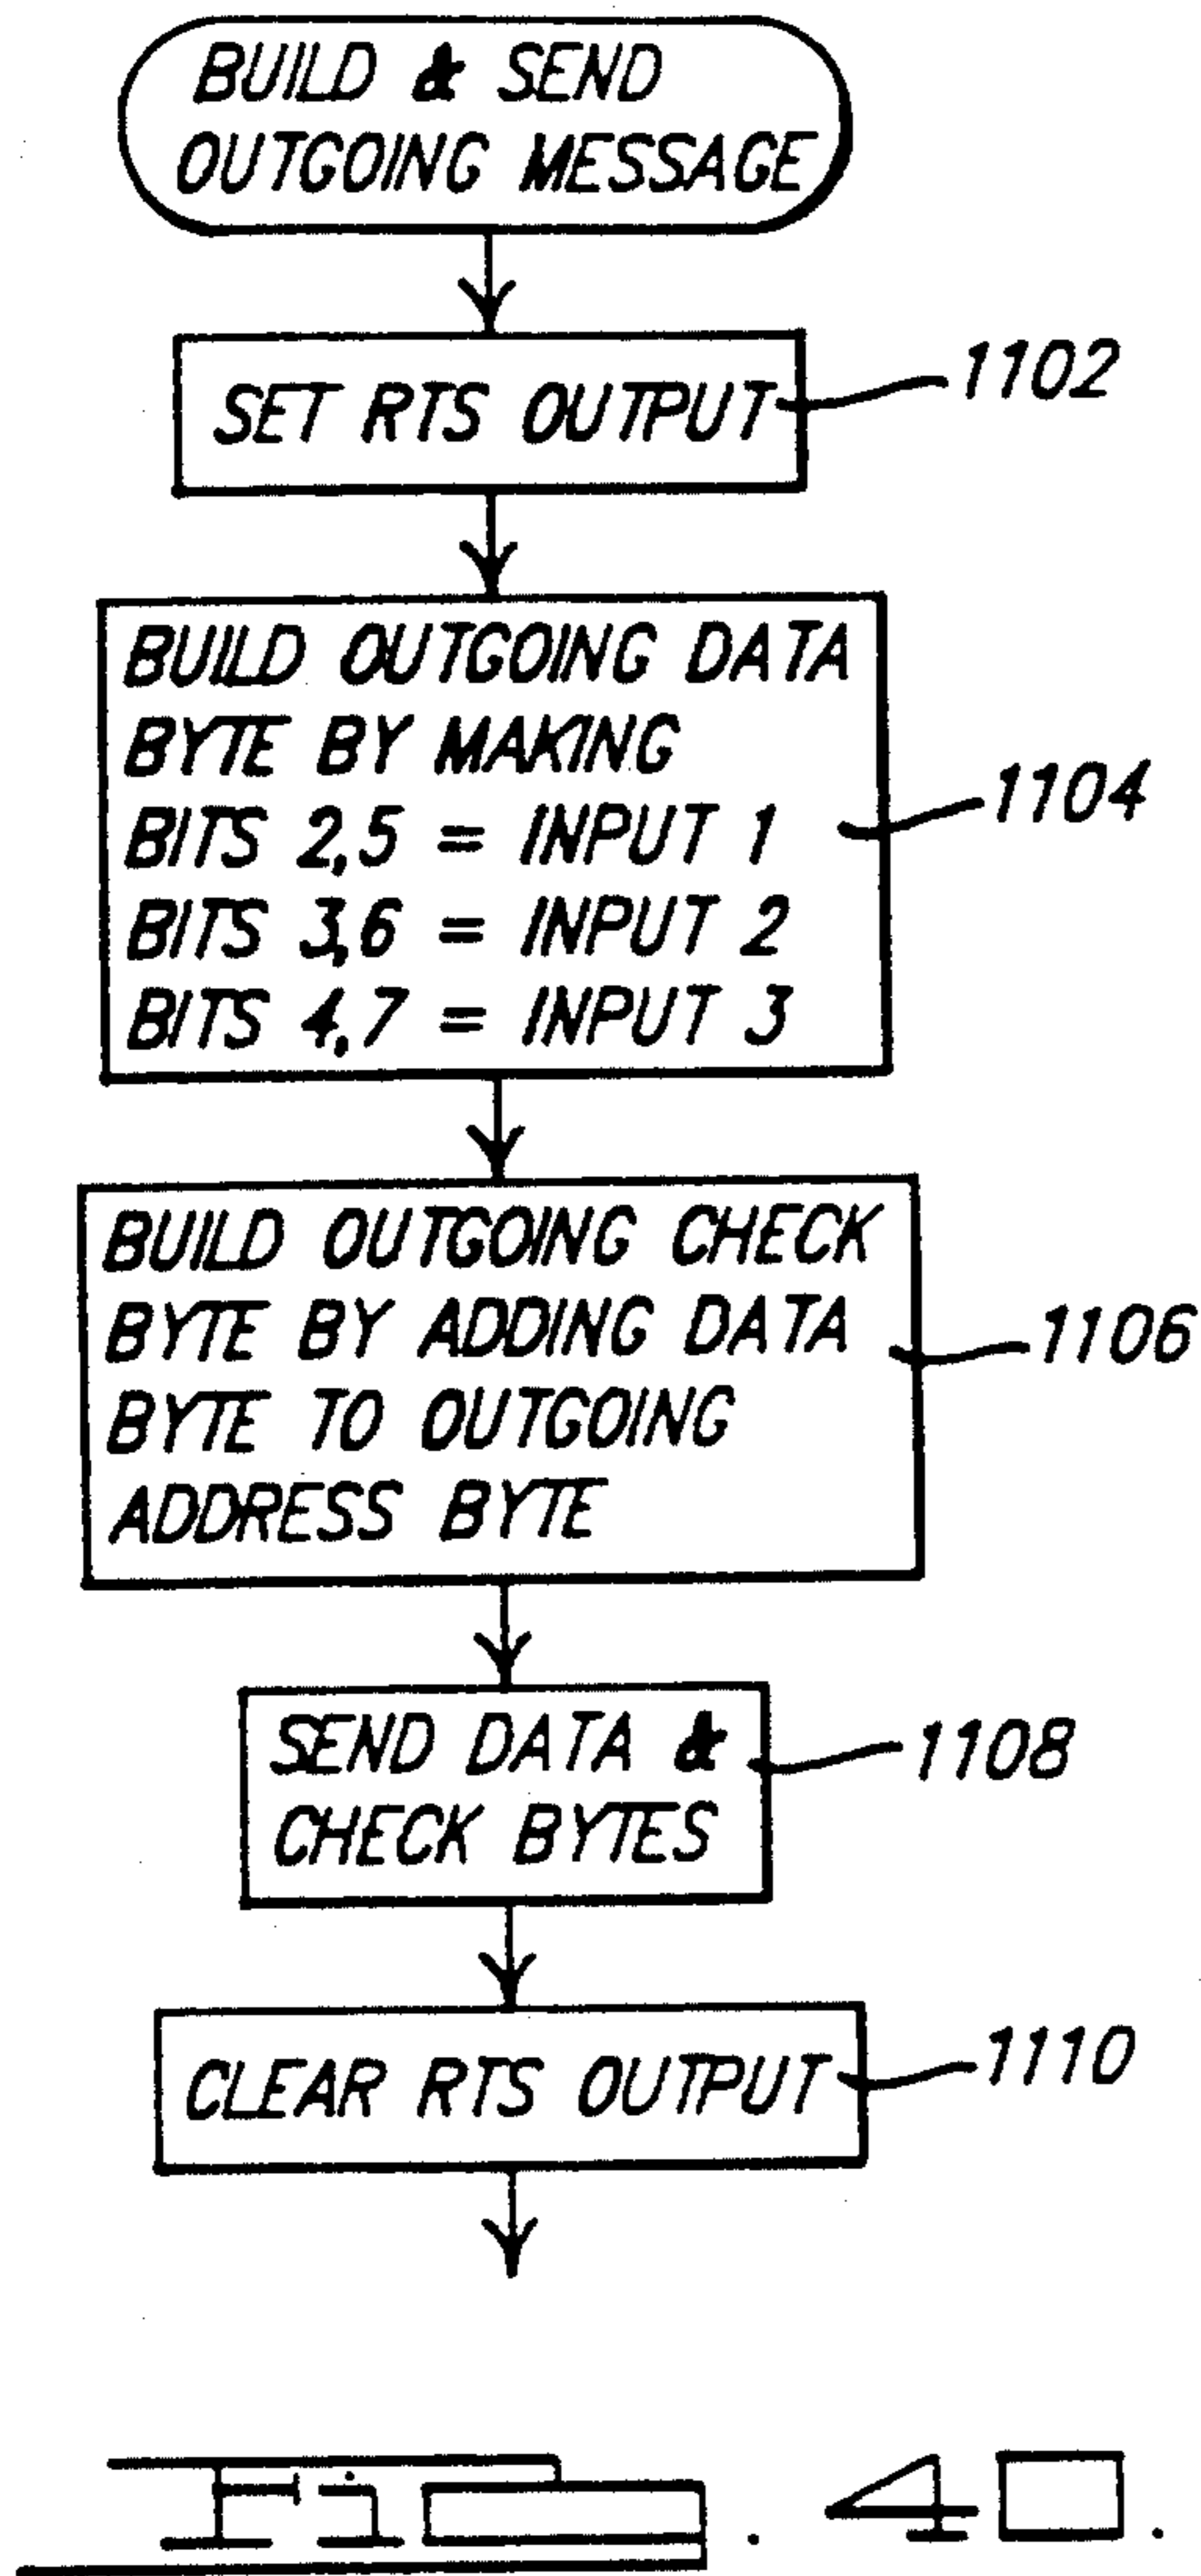 BUILD & SEND
OUTGOING MESSAGE
SET RTS OUTPUT
1102
BUILD OUTGOING DATA
BYTE BY MAKING
BITS 2,5 = INPUT 1
BITS 3,6 = INPUT 2
BITS 4,7 = INPUT 3
1104
BUILD OUTGOING CHECK
BYTE BY ADDING DATA
BYTE TO OUTGOING
ADDRESS BYTE
1106
SEND DATA &
CHECK BYTES
1108
CLEAR RTS OUTPUT
1110
Fig. 40.